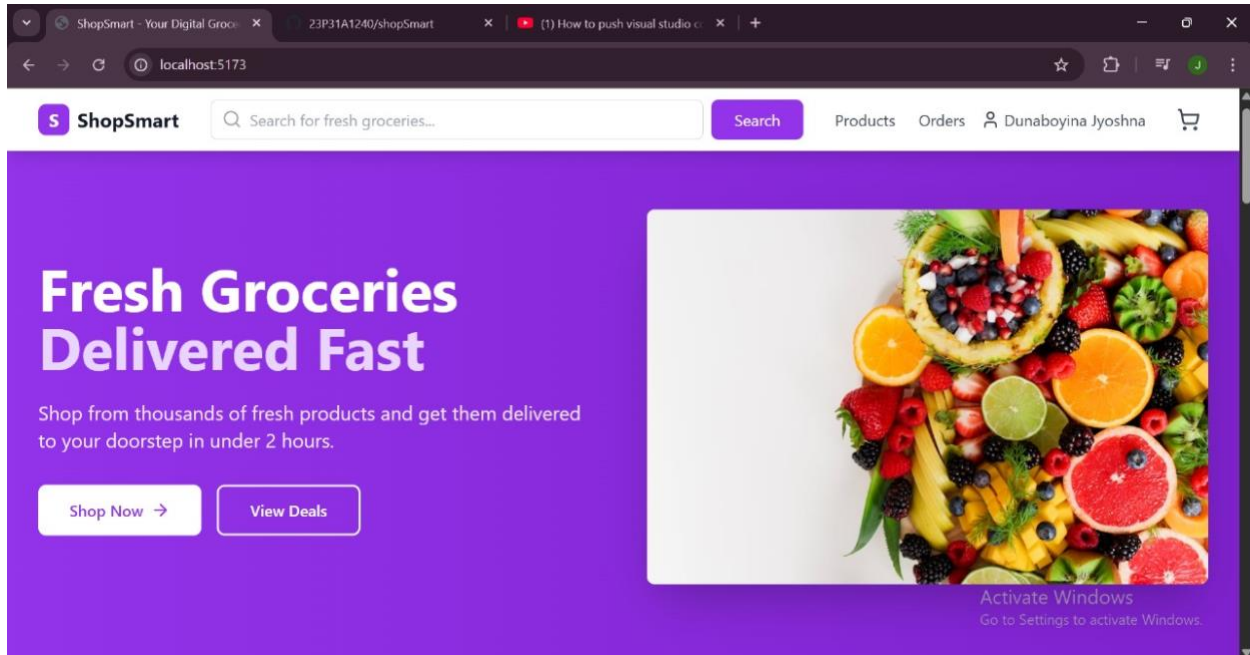 ShopSmart - Your Digital Groce
23P31A1240/shopSmart
(1) How to push visual studio c
localhost:5173
J
S ShopSmart
Search for fresh groceries...
Search
Products
Orders
Dunaboyina Jyoshna
Fresh Groceries
Delivered Fast
Shop from thousands of fresh products and get them delivered
to your doorstep in under 2 hours.
Shop Now →
View Deals
Activate Windows
Go to Settings to activate Windows.